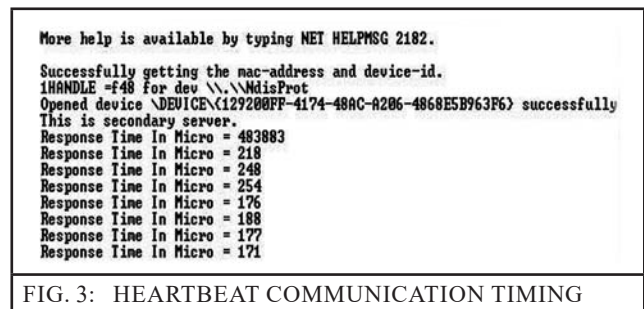 More help is available by typing NET HELPMSG 2182.
Successfully getting the mac-address and device-id.
1HANDLE =f48 for dev \\.\\NdisProt
Opened device \DEVICE\{129200FF-4174-48AC-A206-4868E5B963F6} successfully
This is secondary server.
Response Time In Micro = 483883
Response Time In Micro = 218
Response Time In Micro = 248
Response Time In Micro = 254
Response Time In Micro = 176
Response Time In Micro = 188
Response Time In Micro = 177
Response Time In Micro = 171
FIG. 3: HEARTBEAT COMMUNICATION TIMING